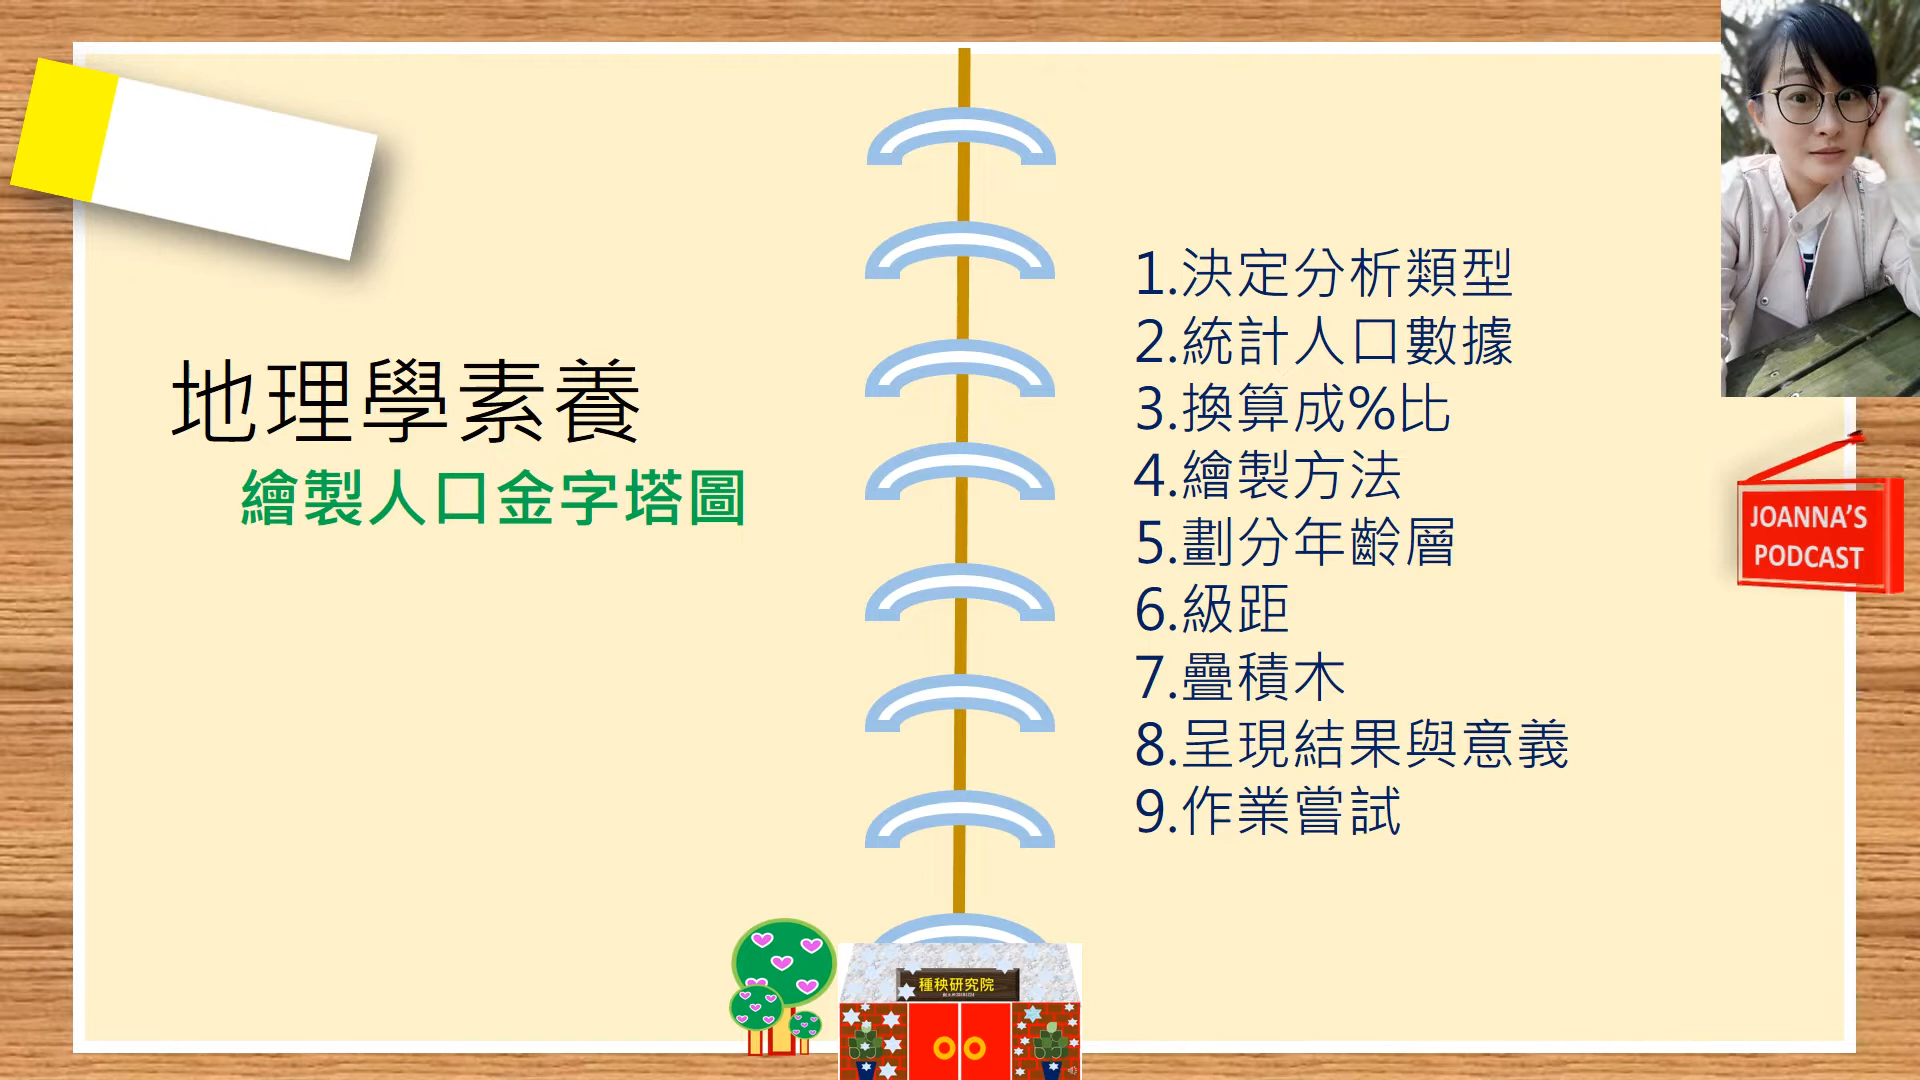 地理學素養
繪製人口金字塔圖
1.決定分析類型
2.統計人口數據
3.換算成%比
4.繪製方法
5.劃分年齡層
6.級距
7.疊積木
8.呈現結果與意義
9.作業嘗試
JOANNA'S
PODCAST
種秧研究院